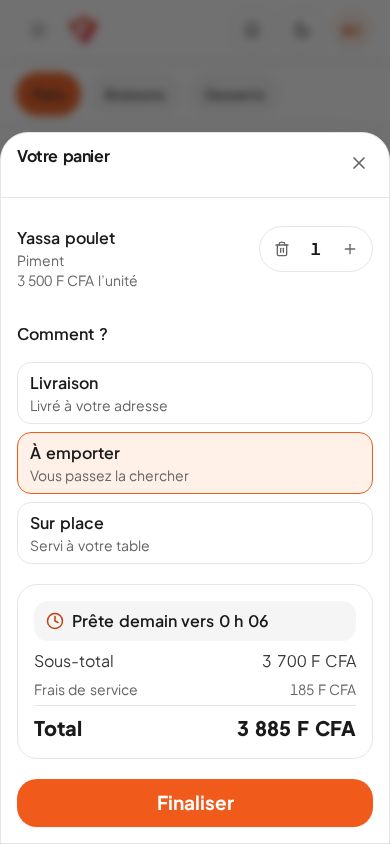 Votre panier
Yassa poulet
Piment
3 500 F CFA l'unité
1
Comment ?
Livraison
Livré à votre adresse
À emporter
Vous passez la chercher
Sur place
Servi à votre table
Prête demain vers 0 h 06
Sous-total 3 700 F CFA
Frais de service 185 F CFA
Total 3 885 F CFA
Finaliser